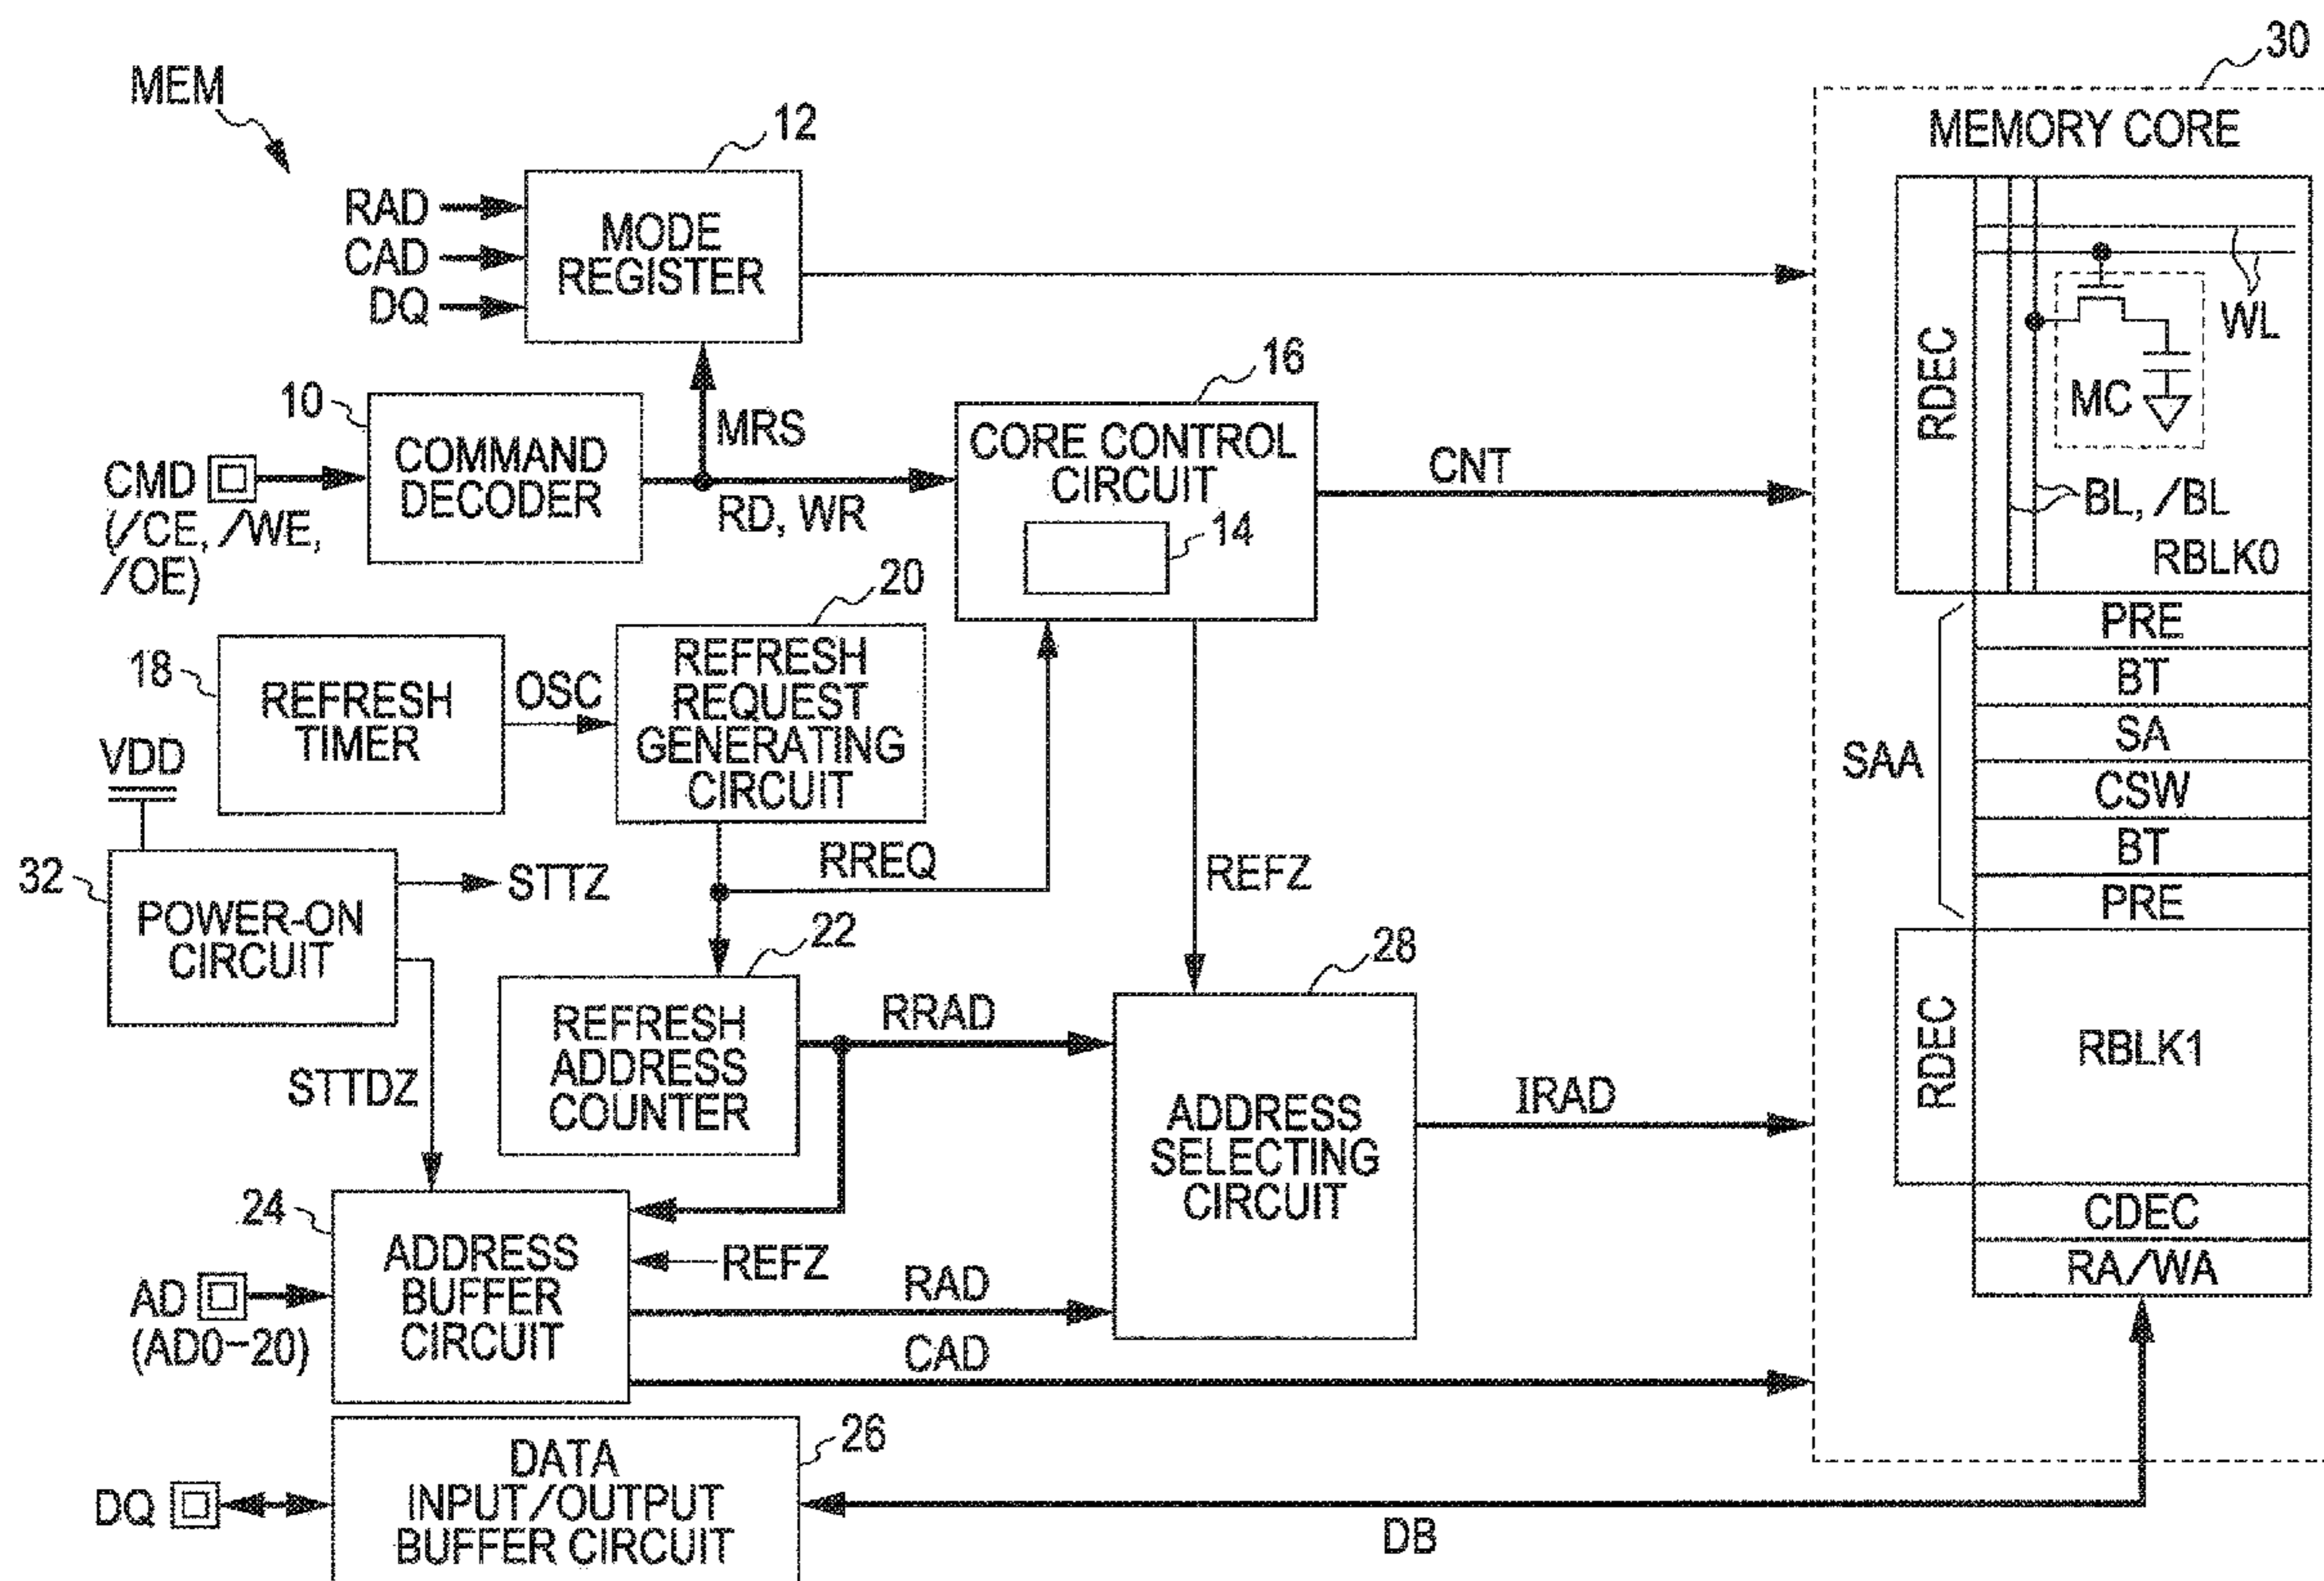 30
MEM
12
MEMORY CORE
RAD
CAD
DQ
MODE
REGISTER
RDEC
WL
MC
BL, /BL
RBLK0
10
COMMAND
DECODER
MRS
16
CORE CONTROL
CIRCUIT
14
CNT
CMD
(/CE, /WE,
/OE)
RD, WR
20
18
REFRESH
TIMER
OSC
REFRESH
REQUEST
GENERATING
CIRCUIT
PRE
BT
SA
CSW
BT
PRE
SAA
VDD
32
POWER-ON
CIRCUIT
STTZ
RREQ
REFZ
22
28
STTDZ
REFRESH
ADDRESS
COUNTER
RRAD
ADDRESS
SELECTING
CIRCUIT
IRAD
RDEC
RBLK1
24
ADDRESS
BUFFER
CIRCUIT
REFZ
RAD
CAD
AD
(AD0-20)
CDEC
RA/WA
26
DQ
DATA
INPUT/OUTPUT
BUFFER CIRCUIT
DB